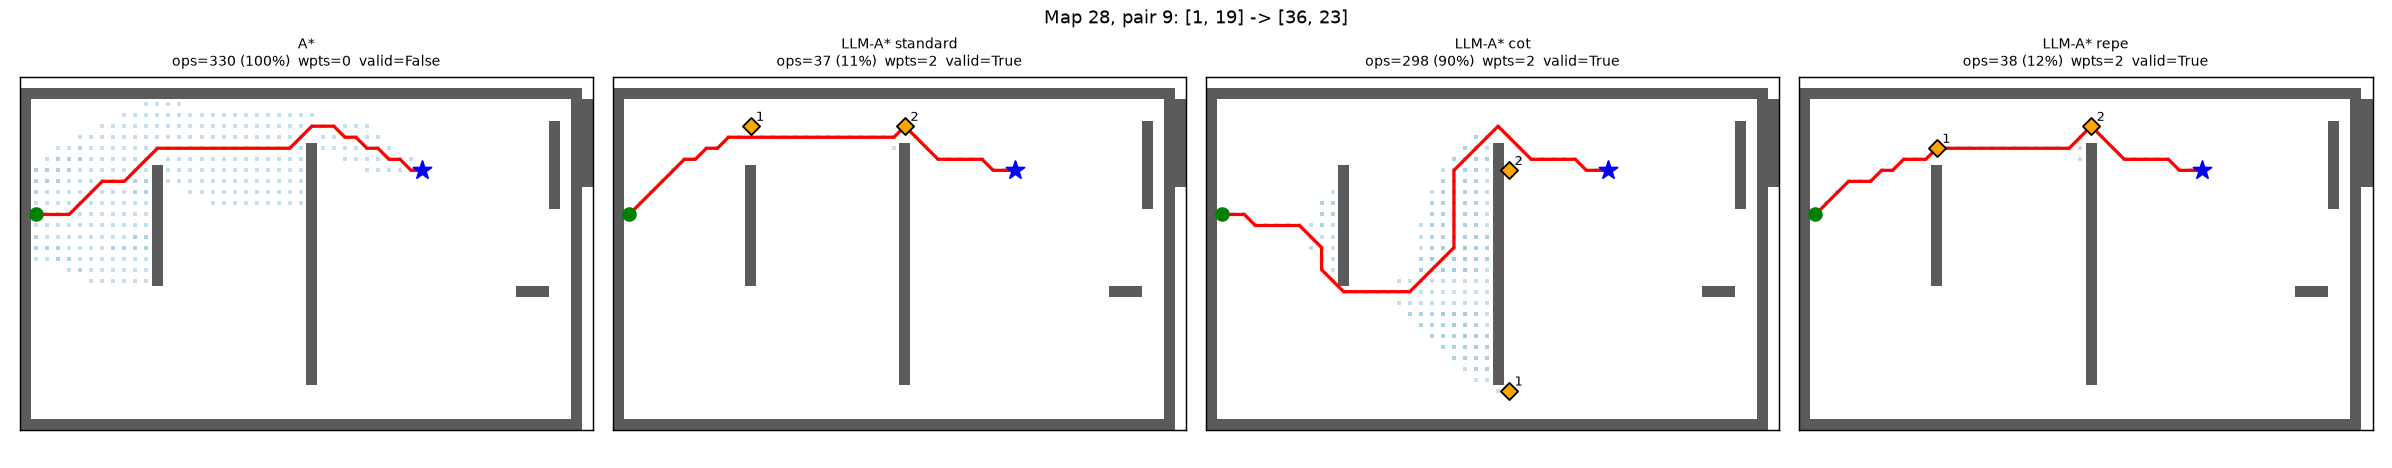 Map 28, pair 9: [1, 19] -> [36, 23]
A*
ops=330 (100%) wpts=0 valid=False
LLM-A* standard
ops=37 (11%) wpts=2 valid=True
LLM-A* cot
ops=298 (90%) wpts=2 valid=True
LLM-A* repe
ops=38 (12%) wpts=2 valid=True
1
2
2
1
1
2